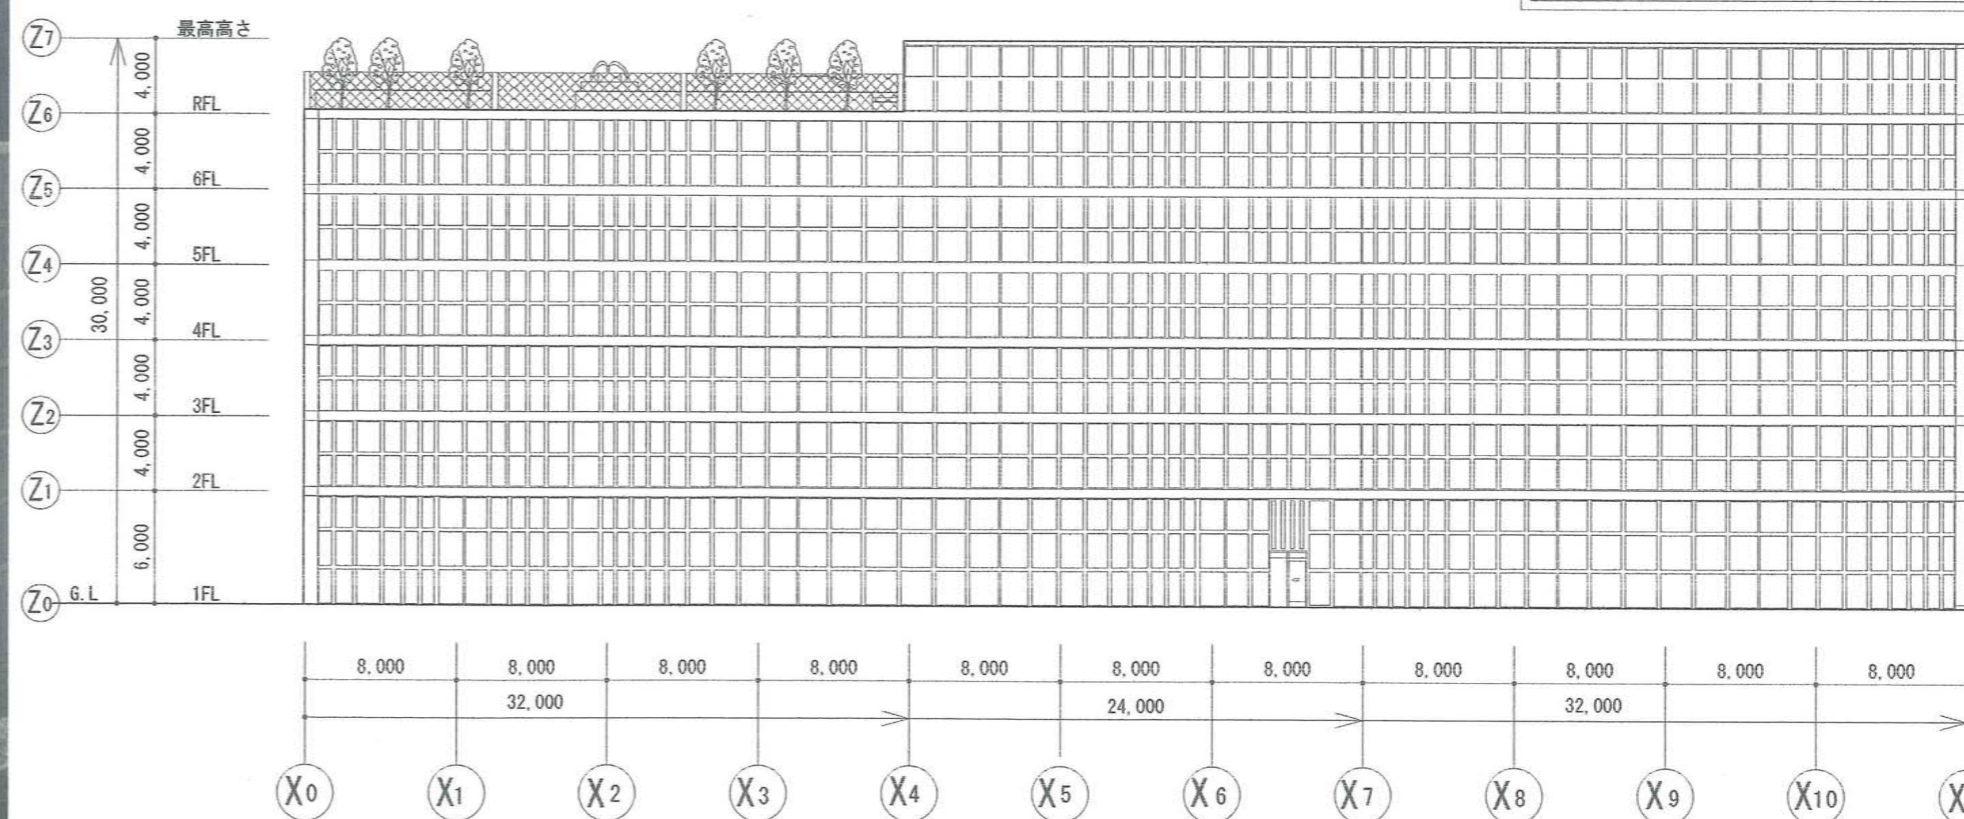 Z7
最高高さ
4,000
Z6
RFL
4,000
Z5
6FL
4,000
Z4
5FL
30,000
4,000
Z3
4FL
4,000
Z2
3FL
4,000
Z1
2FL
6,000
Z0 G.L 1FL
8,000 8,000 8,000 8,000 8,000 8,000 8,000 8,000 8,000 8,000 8,000
32,000 24,000 32,000
X0 X1 X2 X3 X4 X5 X6 X7 X8 X9 X10 X